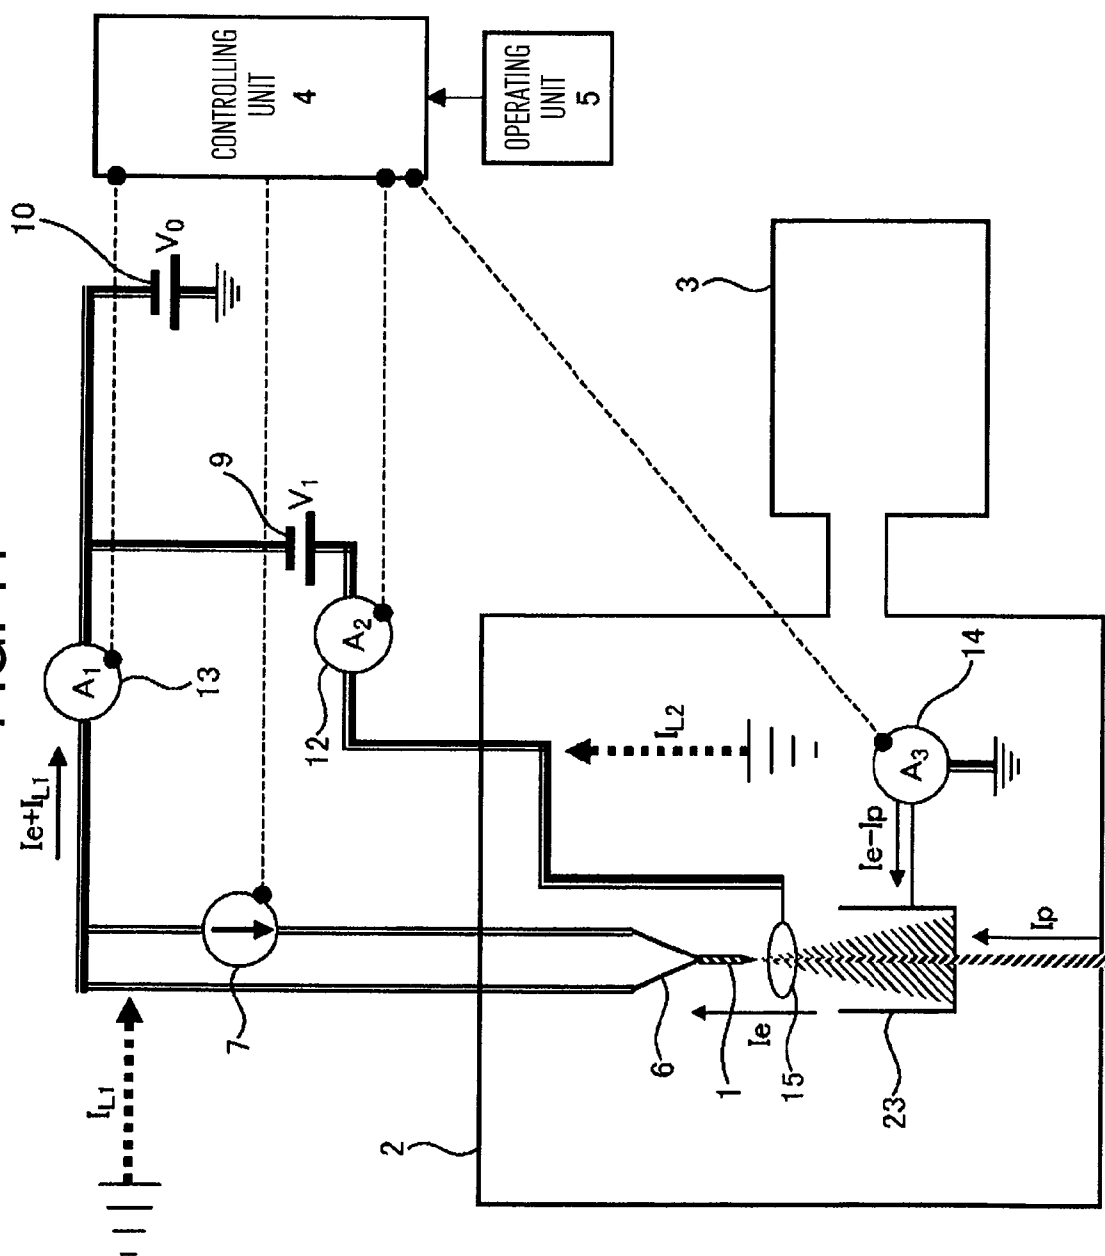 CONTROLLING
UNIT
4
OPERATING
UNIT
5
10
V0
9
V1
3
A1
13
A2
12
Ie+IL1
IL2
14
A3
Ie-Ip
Ip
7
IL1
6
1
Ie
15
23
2